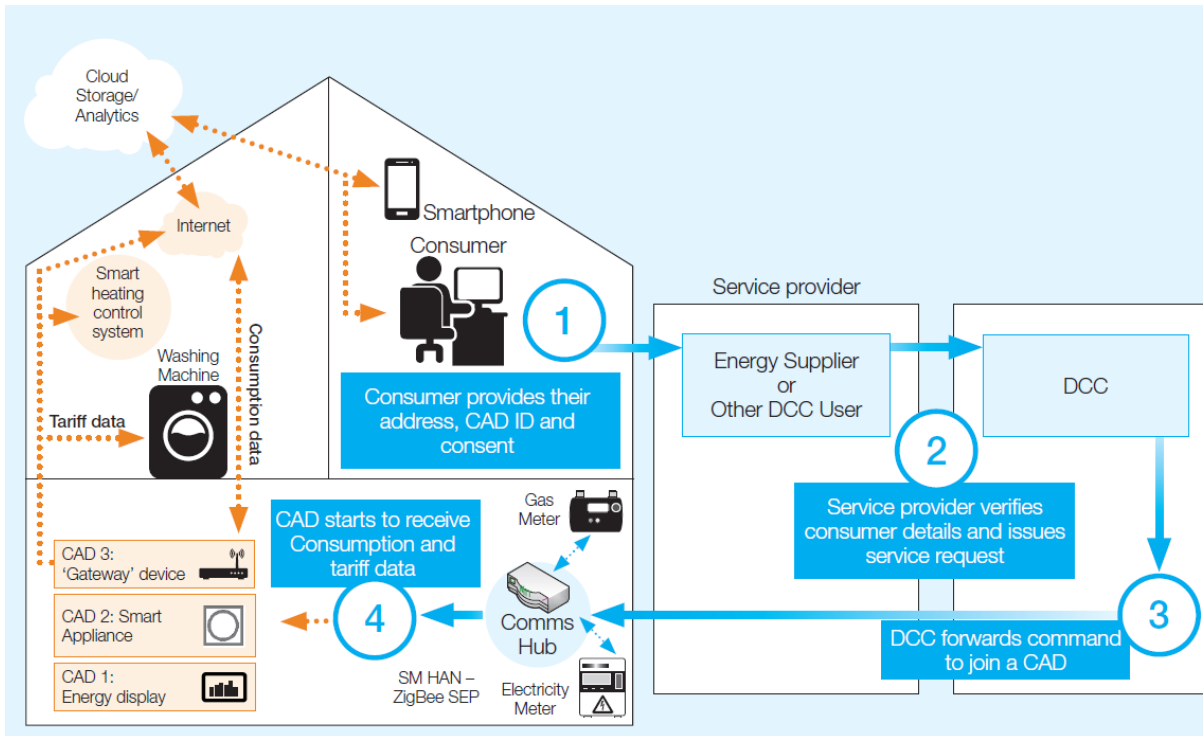 Cloud
Storage/
Analytics
Internet
Smart
heating
control
system
Washing
Machine
Tariff data
Consumption data
Smartphone
Consumer
1
Consumer provides their
address, CAD ID and
consent
Service provider
Energy Supplier
or
Other DCC User
DCC
2
Service provider verifies
consumer details and issues
service request
3
DCC forwards command
to join a CAD
Gas
Meter
CAD starts to receive
Consumption and
tariff data
4
Comms
Hub
SM HAN –
ZigBee SEP
Electricity
Meter
CAD 3:
'Gateway' device
CAD 2: Smart
Appliance
CAD 1:
Energy display